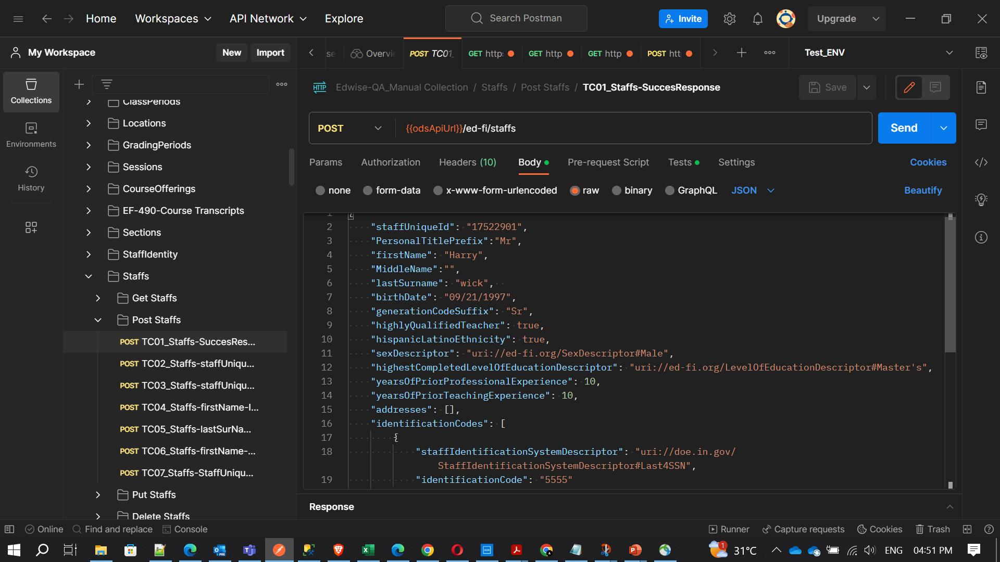 Home
Workspaces
API Network
Explore
Search Postman
Invite
Upgrade
My Workspace
New
Import
se
Overvie
POST TC01_
GET http:
GET http
GET http
POST htt
Test_ENV
Collections
Environments
History
ClassPeriods
Locations
GradingPeriods
Sessions
CourseOfferings
EF-490-Course Transcripts
Sections
StaffIdentity
Staffs
Get Staffs
Post Staffs
POST TC01_Staffs-SuccesRes...
POST TC02_Staffs-staffUniqu...
POST TC03_Staffs-staffUniqu...
POST TC04_Staffs-firstName-I...
POST TC05_Staffs-lastSurNa...
POST TC06_Staffs-firstName-...
POST TC07_Staffs-StaffUniqu...
Put Staffs
Delete Staffs
HTTP Edwise-QA_Manual Collection / Staffs / Post Staffs / TC01_Staffs-SuccesResponse
Save
POST
{{odsApiUrl}}/ed-fi/staffs
Send
Params Authorization Headers (10) Body Pre-request Script Tests Settings Cookies
none form-data x-www-form-urlencoded raw binary GraphQL JSON Beautify
1 {
2 "staffUniqueId": "17522901",
3 "PersonalTitlePrefix":"Mr",
4 "firstName": "Harry",
5 "MiddleName":"",
6 "lastSurname": "wick",
7 "birthDate": "09/21/1997",
8 "generationCodeSuffix": "Sr",
9 "highlyQualifiedTeacher": true,
10 "hispanicLatinoEthnicity": true,
11 "sexDescriptor": "uri://ed-fi.org/SexDescriptor#Male",
12 "highestCompletedLevelOfEducationDescriptor": "uri://ed-fi.org/LevelOfEducationDescriptor#Master's",
13 "yearsOfPriorProfessionalExperience": 10,
14 "yearsOfPriorTeachingExperience": 10,
15 "addresses": [],
16 "identificationCodes": [
17 {
18 "staffIdentificationSystemDescriptor": "uri://doe.in.gov/
StaffIdentificationSystemDescriptor#Last4SSN",
19 "identificationCode": "5555"
Response
Online
Find and replace
Console
Runner
Capture requests
Cookies
Trash
1
31°C
ENG
04:51 PM